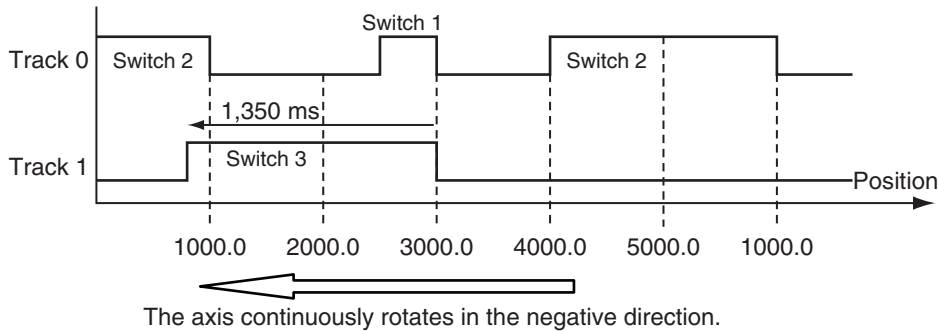 Switch 1
Track 0
Switch 2
Switch 2
1,350 ms
Track 1
Switch 3
Position
1000.0 2000.0 3000.0 4000.0 5000.0 1000.0
The axis continuously rotates in the negative direction.